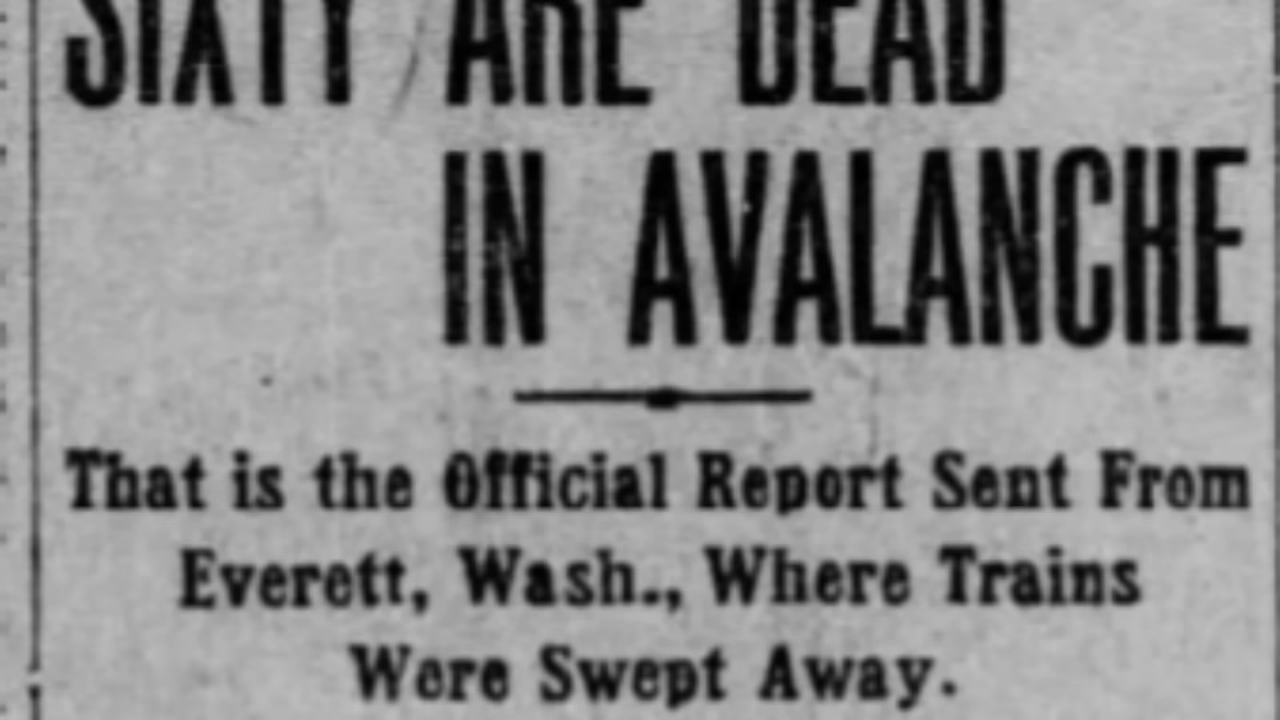 SIXTY ARE DEAD
IN AVALANCHE
That is the Official Report Sent From
Everett, Wash., Where Trains
Were Swept Away.